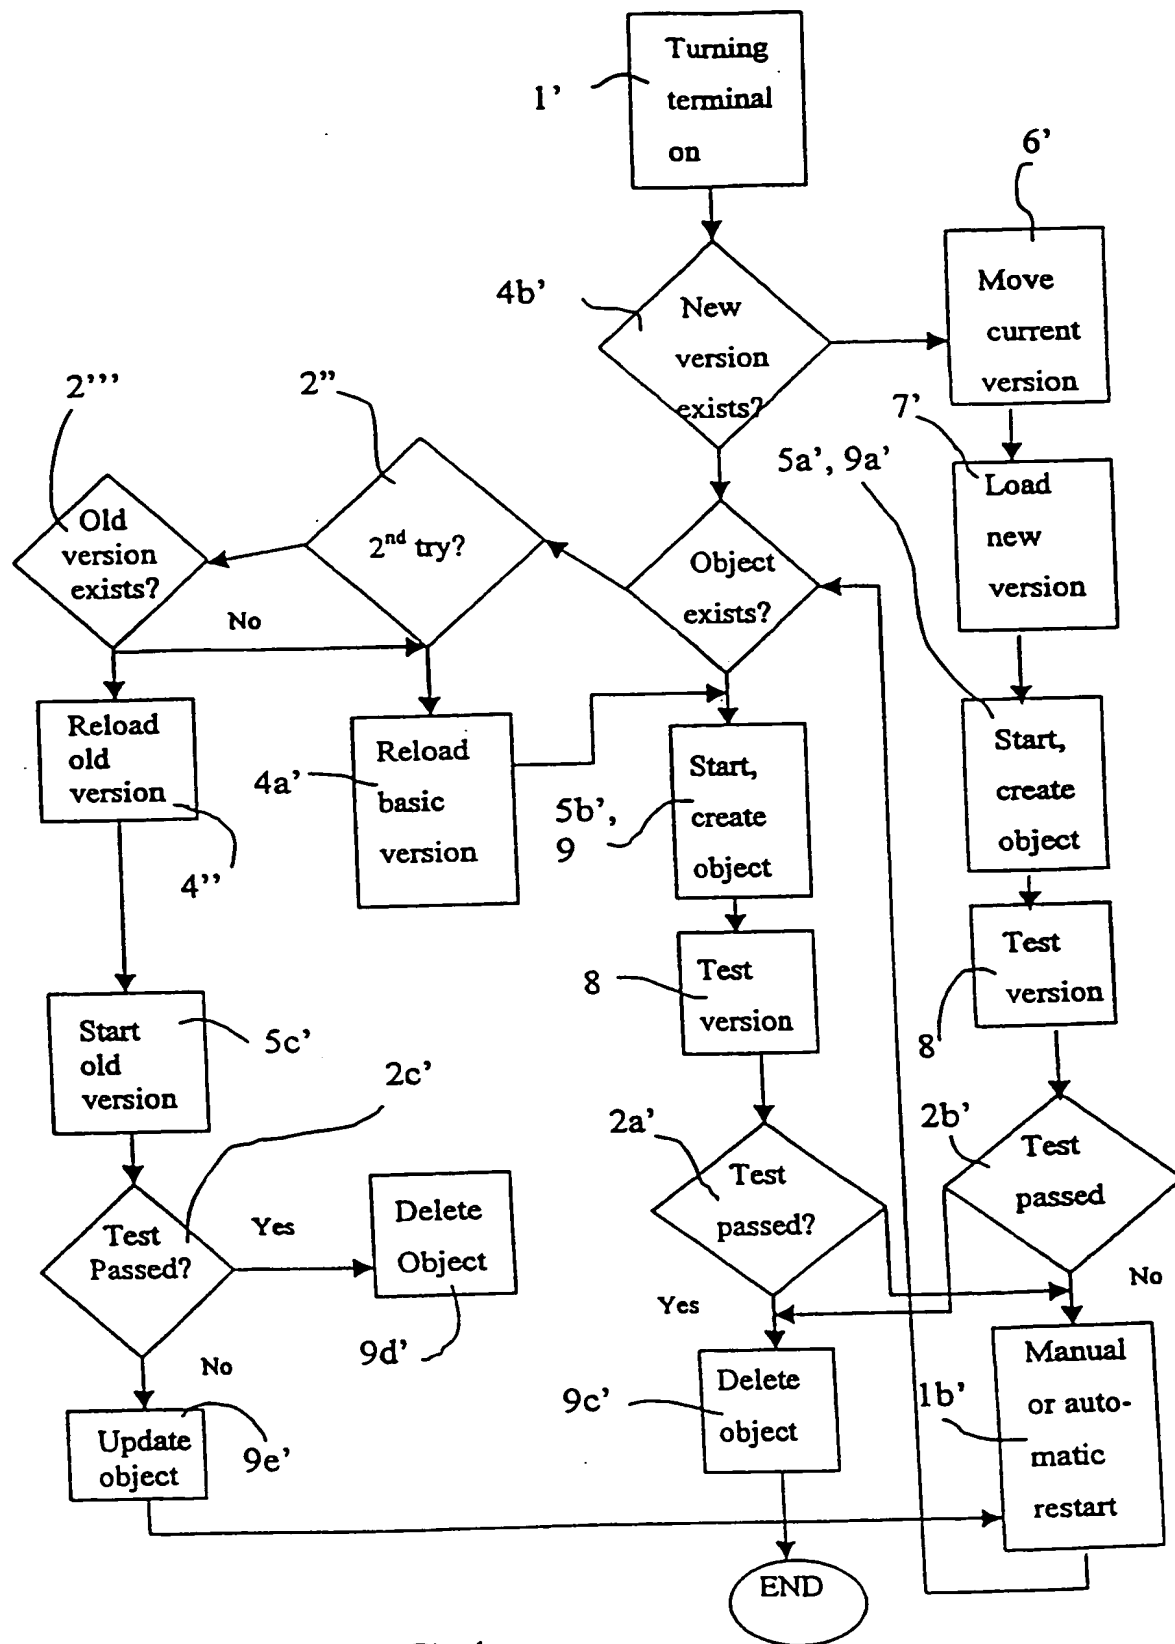 Turning
terminal
on
1’
6’
Move
current
version
4b’
New
version
exists?
2’’’
2”
7’
5a’, 9a’
Load
new
version
Old
version
exists?
2nd try?
Object
exists?
No
Reload
old
version
4’’
4a’
Reload
basic
version
5b’,
9
Start,
create
object
Start,
create
object
8
Test
version
8’
Test
version
Start
old
version
5c’
2c’
2a’
2b’
Test
passed?
Test
passed
Test
Passed?
Yes
Delete
Object
9d’
No
Yes
No
Update
object
9e’
9c’
Delete
object
1b’
Manual
or auto-
matic
restart
END